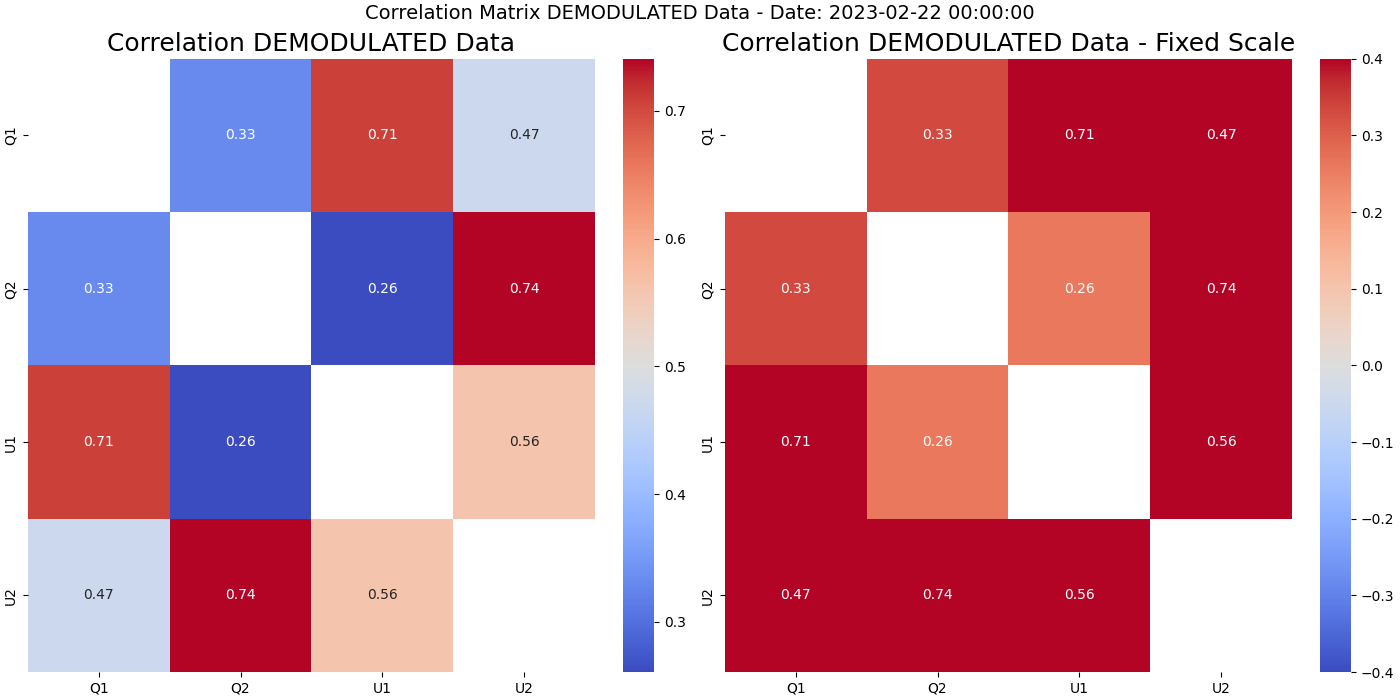 Correlation Matrix DEMODULATED Data - Date: 2023-02-22 00:00:00
Correlation DEMODULATED Data
Q1
0.33
0.71
0.47
Q2
0.33
0.26
0.74
U1
0.71
0.26
0.56
U2
0.47
0.74
0.56
Q1
Q2
U1
U2
0.7
0.6
0.5
0.4
0.3
Correlation DEMODULATED Data - Fixed Scale
Q1
0.33
0.71
0.47
Q2
0.33
0.26
0.74
U1
0.71
0.26
0.56
U2
0.47
0.74
0.56
Q1
Q2
U1
U2
0.4
0.3
0.2
0.1
0.0
−0.1
−0.2
−0.3
−0.4